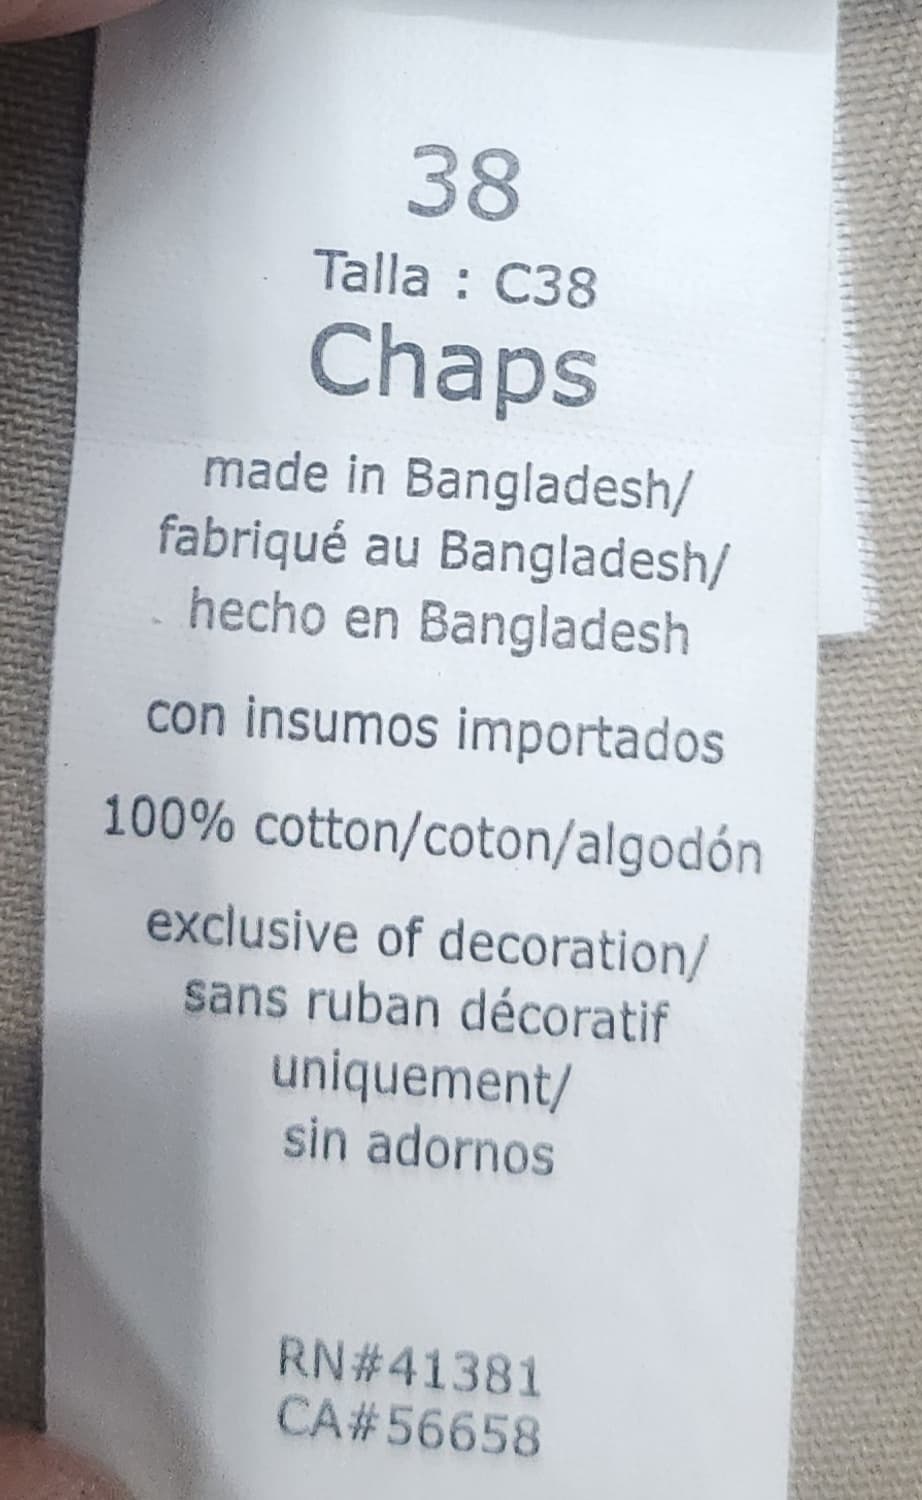 38
Talla : C38
Chaps
made in Bangladesh/
fabriqué au Bangladesh/
hecho en Bangladesh
con insumos importados
100% cotton/coton/algodón
exclusive of decoration/
sans ruban décoratif
uniquement/
sin adornos
RN#41381
CA#56658